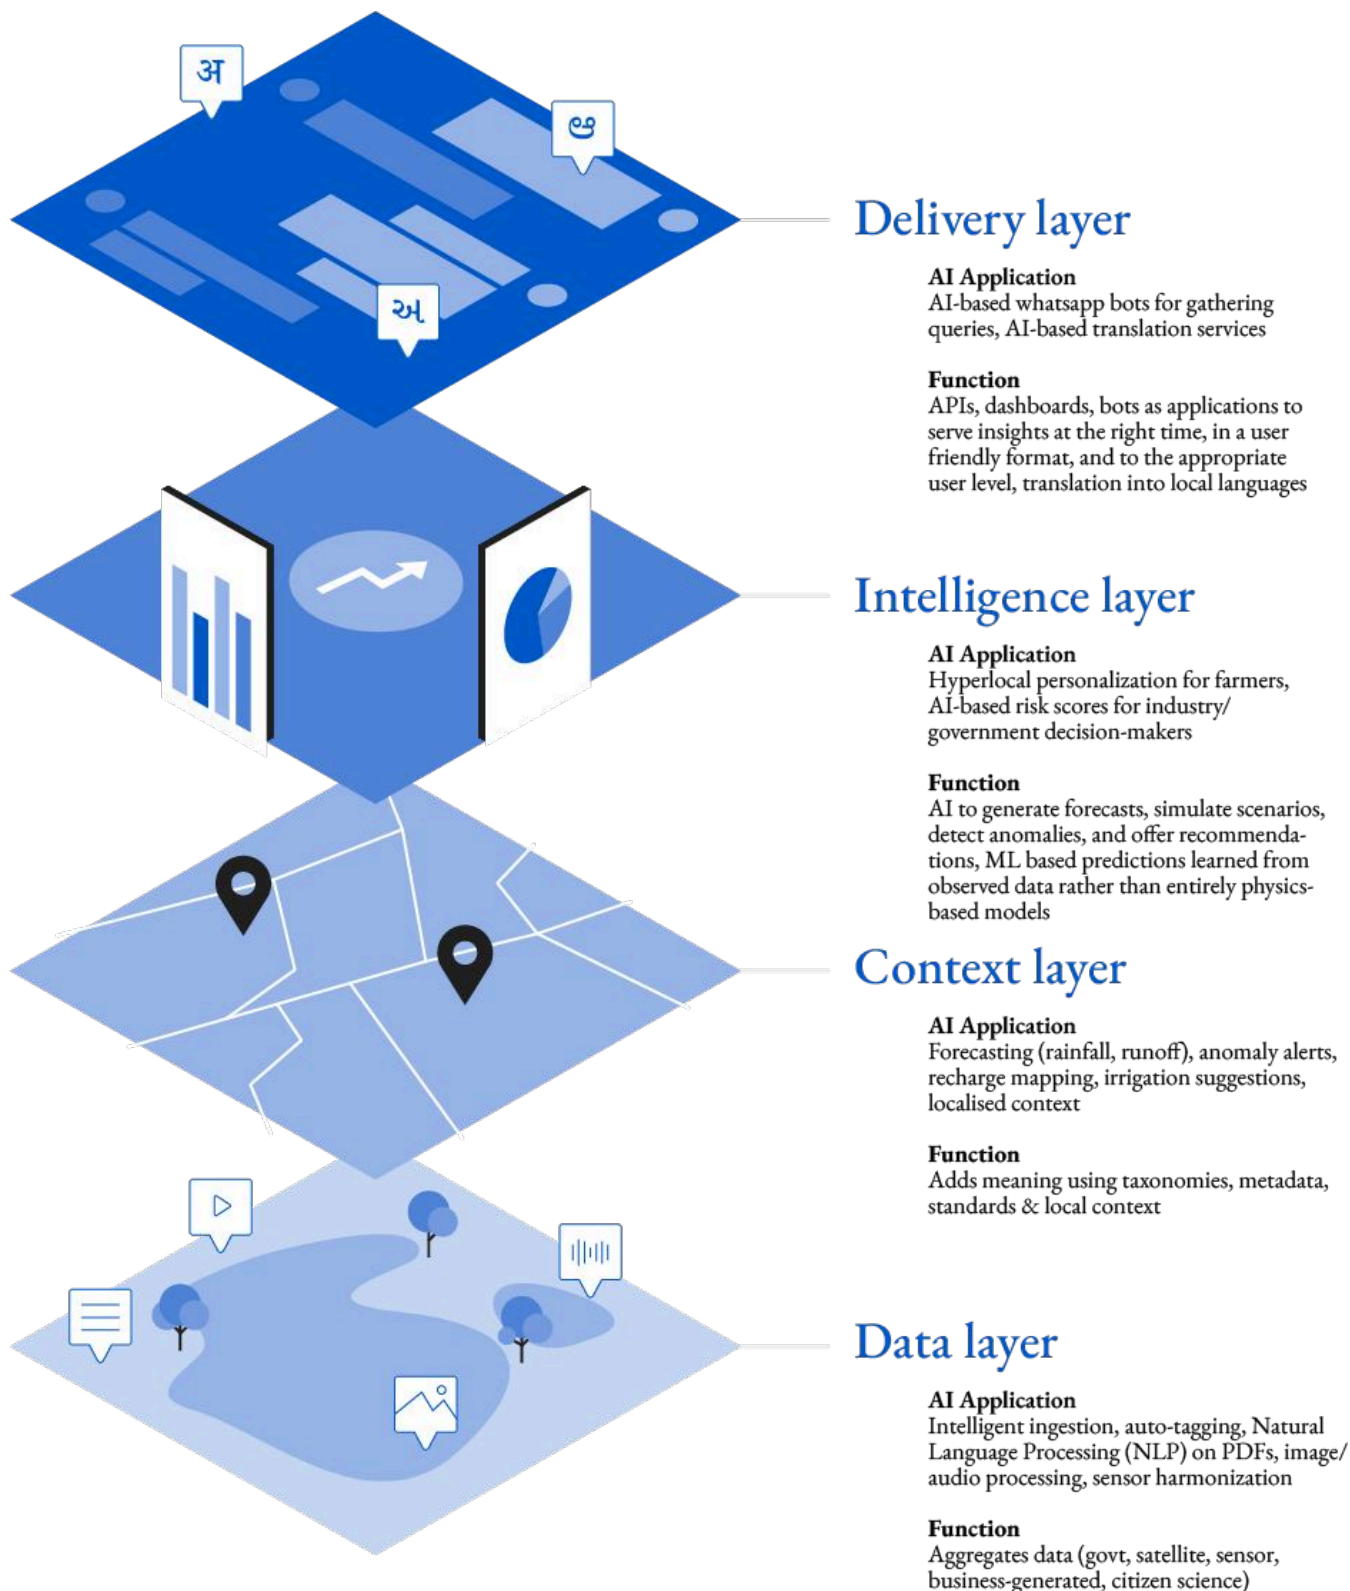 अ
ఆ
અ
Delivery layer
AI Application
AI-based whatsapp bots for gathering
queries, AI-based translation services
Function
APIs, dashboards, bots as applications to
serve insights at the right time, in a user
friendly format, and to the appropriate
user level, translation into local languages
Intelligence layer
AI Application
Hyperlocal personalization for farmers,
AI-based risk scores for industry/
government decision-makers
Function
AI to generate forecasts, simulate scenarios,
detect anomalies, and offer recommenda-
tions, ML based predictions learned from
observed data rather than entirely physics-
based models
Context layer
AI Application
Forecasting (rainfall, runoff), anomaly alerts,
recharge mapping, irrigation suggestions,
localised context
Function
Adds meaning using taxonomies, metadata,
standards & local context
Data layer
AI Application
Intelligent ingestion, auto-tagging, Natural
Language Processing (NLP) on PDFs, image/
audio processing, sensor harmonization
Function
Aggregates data (govt, satellite, sensor,
business-generated, citizen science)